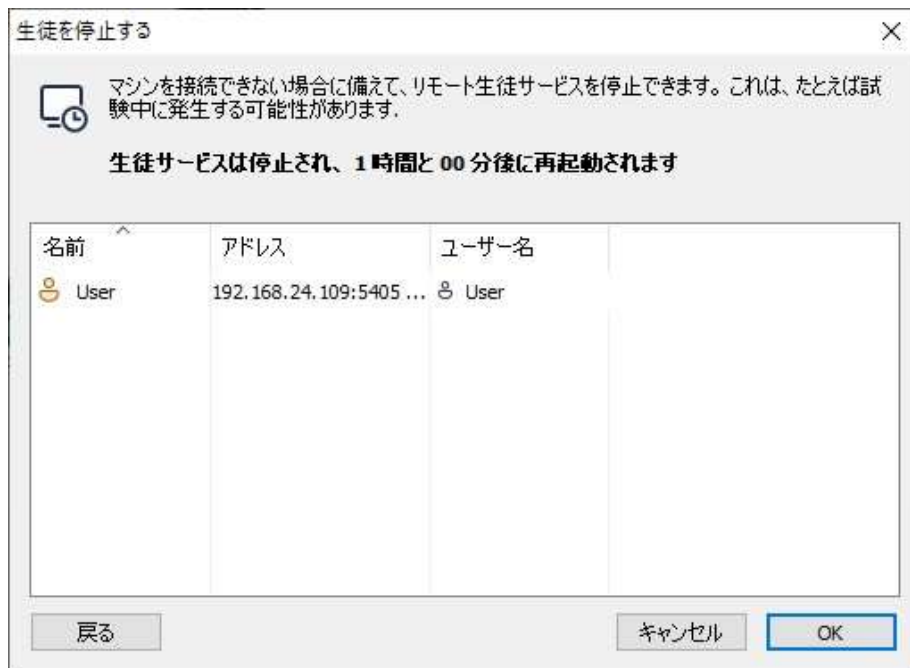 生徒を停止する
マシンを接続できない場合に備えて、リモート生徒サービスを停止できます。これは、たとえば試
験中に発生する可能性があります.
生徒サービスは停止され、1 時間と 00 分後に再起動されます
名前 アドレス ユーザー名
User 192.168.24.109:5405 ... User
戻る キャンセル OK